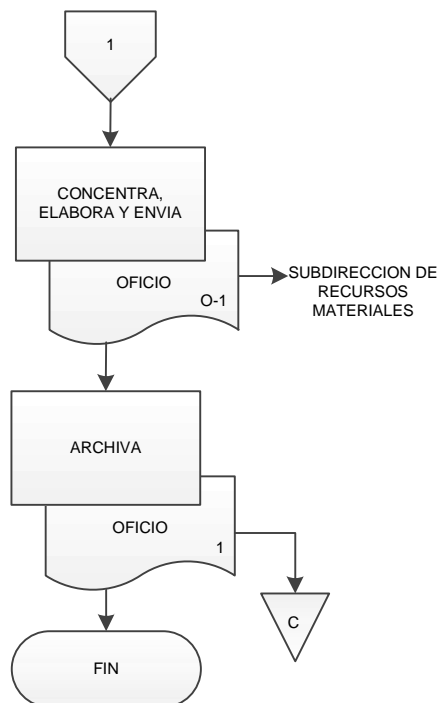 1
CONCENTRA,
ELABORA Y ENVIA
OFICIO
O-1
SUBDIRECCION DE
RECURSOS
MATERIALES
ARCHIVA
OFICIO
1
C
FIN